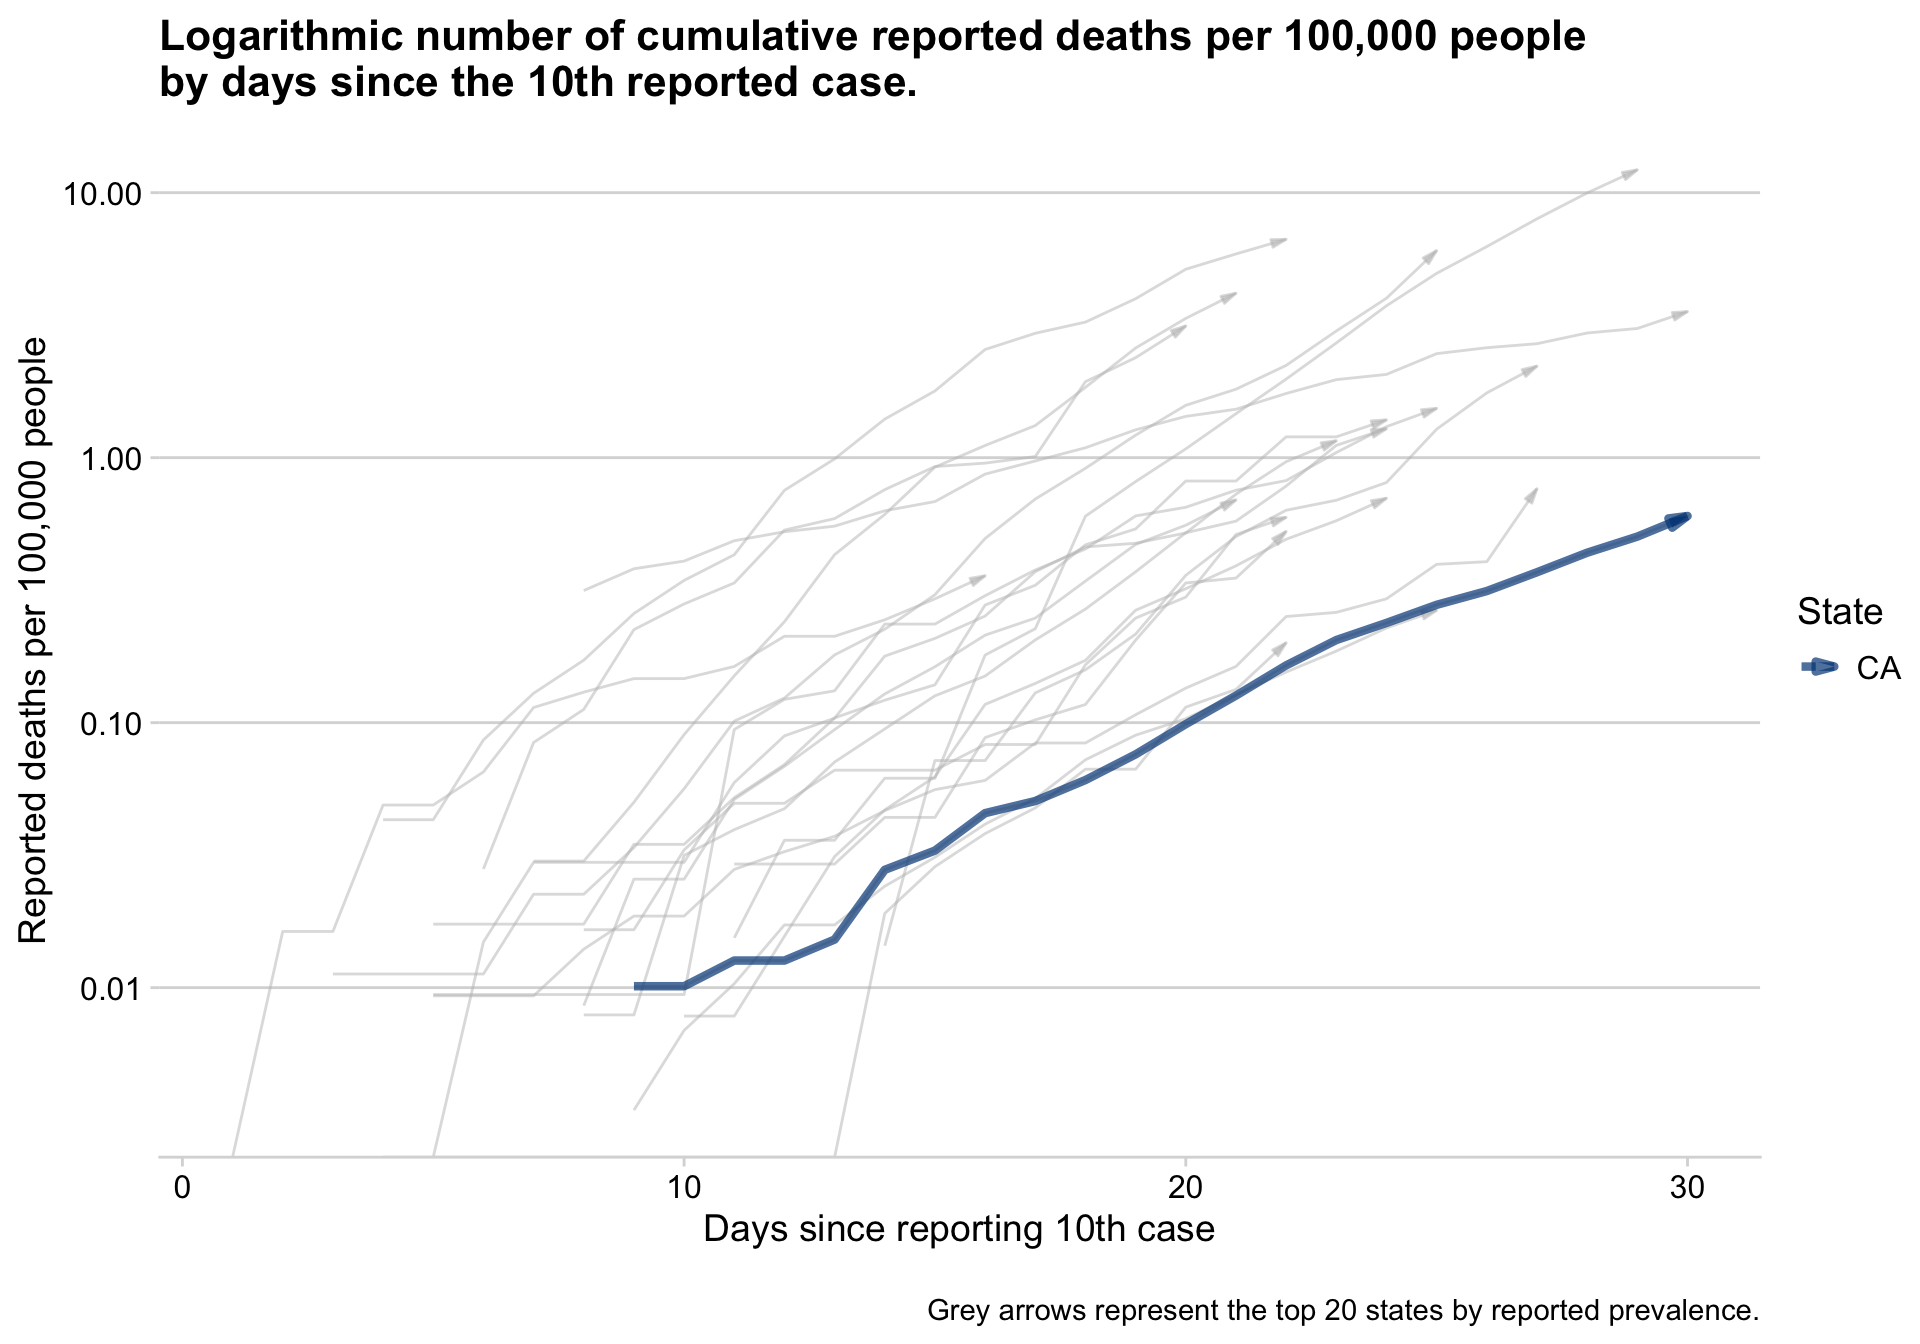 Logarithmic number of cumulative reported deaths per 100,000 people
by days since the 10th reported case.
10.00
1.00
0.10
0.01
Reported deaths per 100,000 people
0
10
20
30
Days since reporting 10th case
State
CA
Grey arrows represent the top 20 states by reported prevalence.